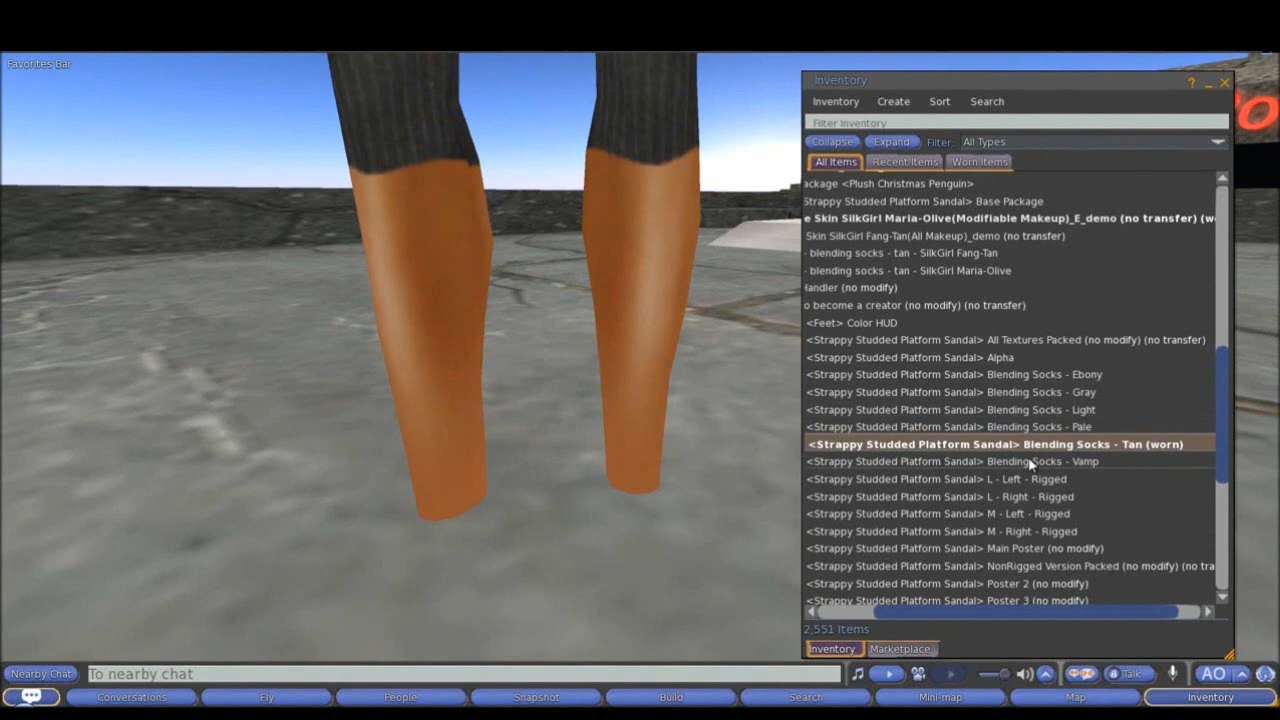 Favorites Bar
Inventory
?
Inventory Create Sort Search
Filter Inventory
Collapse Expand Filter: All Types
All Items Recent Items Worn Items
ackage <Plush Christmas Penguin>
Strappy Studded Platform Sandal> Base Package
e Skin SilkGirl Maria-Olive(Modifiable Makeup)_E_demo (no transfer) (w
Skin SilkGirl Fang-Tan(All Makeup)_demo (no transfer)
- blending socks - tan - SilkGirl Fang-Tan
- blending socks - tan - SilkGirl Maria-Olive
Handler (no modify)
o become a creator (no modify) (no transfer)
<Feet> Color HUD
<Strappy Studded Platform Sandal> All Textures Packed (no modify) (no transfer)
<Strappy Studded Platform Sandal> Alpha
<Strappy Studded Platform Sandal> Blending Socks - Ebony
<Strappy Studded Platform Sandal> Blending Socks - Gray
<Strappy Studded Platform Sandal> Blending Socks - Light
<Strappy Studded Platform Sandal> Blending Socks - Pale
<Strappy Studded Platform Sandal> Blending Socks - Tan (worn)
<Strappy Studded Platform Sandal> Blending Socks - Vamp
<Strappy Studded Platform Sandal> L - Left - Rigged
<Strappy Studded Platform Sandal> L - Right - Rigged
<Strappy Studded Platform Sandal> M - Left - Rigged
<Strappy Studded Platform Sandal> M - Right - Rigged
<Strappy Studded Platform Sandal> Main Poster (no modify)
<Strappy Studded Platform Sandal> NonRigged Version Packed (no modify) (no tra
<Strappy Studded Platform Sandal> Poster 2 (no modify)
<Strappy Studded Platform Sandal> Poster 3 (no modify)
2,551 Items
Inventory Marketplace
Nearby Chat To nearby chat Talk AO
Conversations Fly People Snapshot Build Search Mini-map Map Inventory